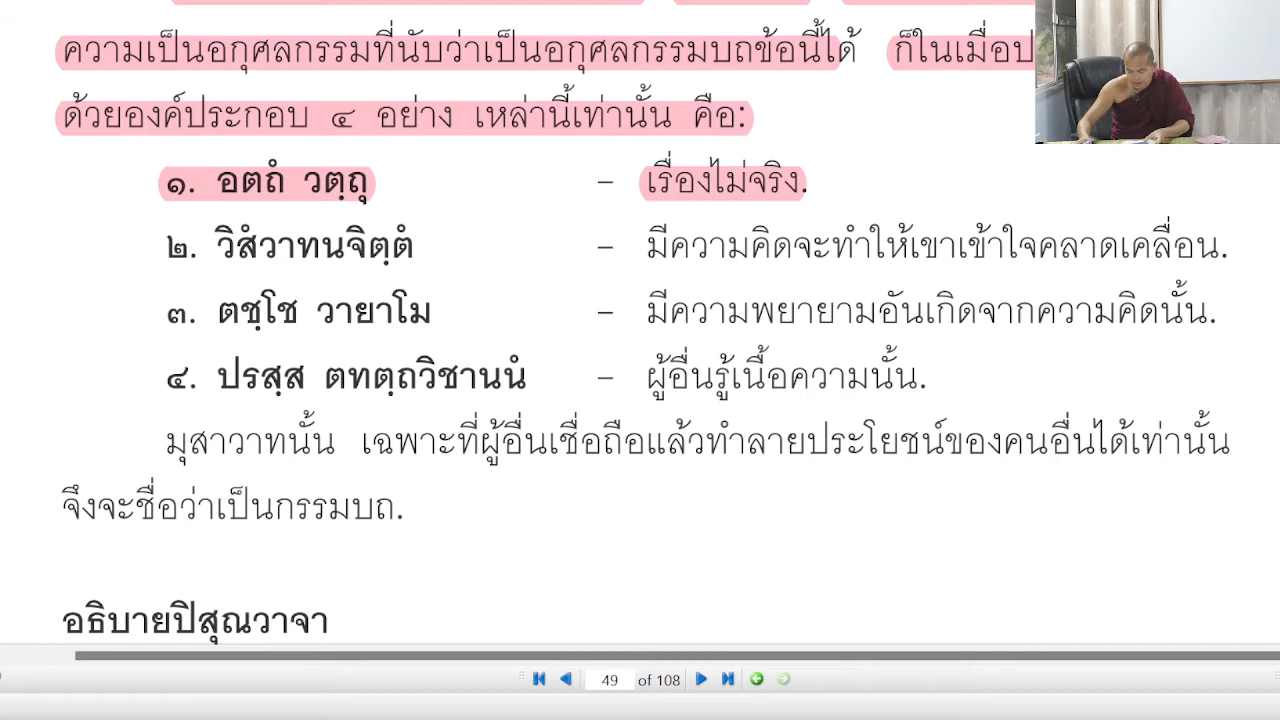 ความเป็นอกุศลกรรมที่นับว่าเป็นอกุศลกรรมบถข้อนี้ได้ ก็ในเมื่อป
ด้วยองค์ประกอบ ๔ อย่าง เหล่านี้เท่านั้น คือ:
๑. อตถํ วตฺถุ – เรื่องไม่จริง.
๒. วิสํวาทนจิตฺตํ – มีความคิดจะทำให้เขาเข้าใจคลาดเคลื่อน.
๓. ตชฺโช วายาโม – มีความพยายามอันเกิดจากความคิดนั้น.
๔. ปรสฺส ตทตฺถวิชานนํ – ผู้อื่นรู้เนื้อความนั้น.
มุสาวาทนั้น เฉพาะที่ผู้อื่นเชื่อถือแล้วทำลายประโยชน์ของคนอื่นได้เท่านั้น
จึงจะชื่อว่าเป็นกรรมบถ.
อธิบายปิสุณวาจา
49 of 108